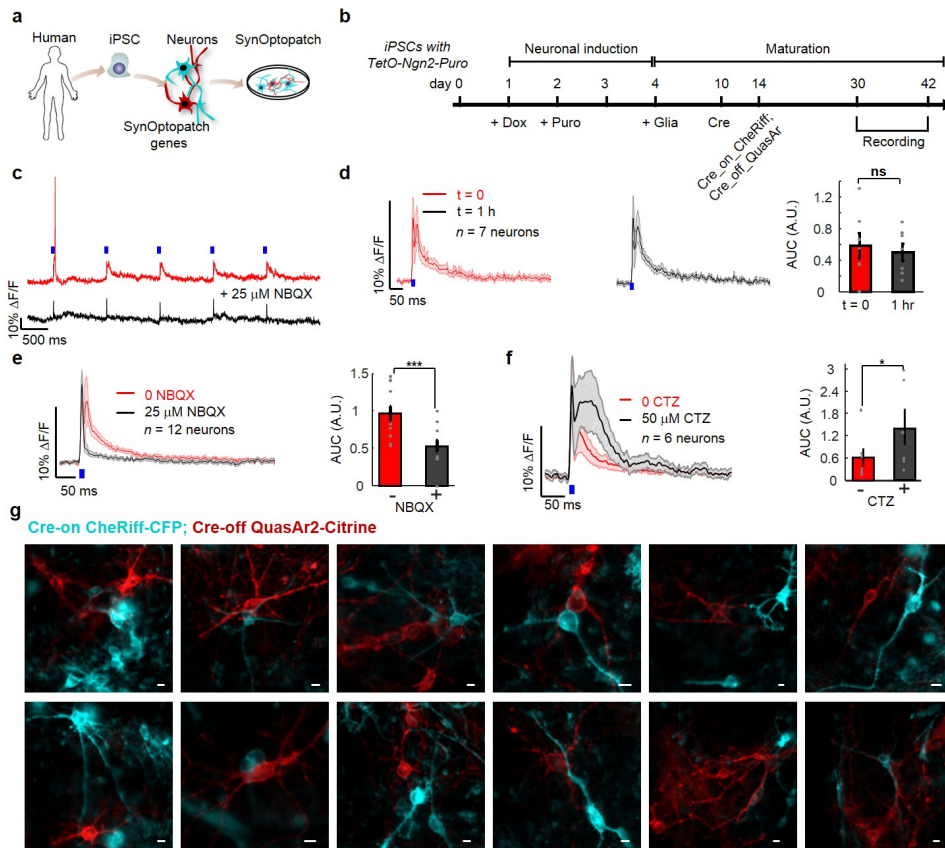 a
Human
iPSC
Neurons
SynOptopatch
SynOptopatch
genes
b
iPSCs with
TetO-Ngn2-Puro
Neuronal induction
Maturation
day 0 1 2 3 4 10 14 30 42
+ Dox + Puro + Glia Cre
Cre_on_CheRiff;
Cre_off_QuasAr
Recording
c
+ 25 μM NBQX
10% ΔF/F
500 ms
d
t = 0
t = 1 h
n = 7 neurons
10% ΔF/F
50 ms
ns
AUC (A.U.)
1.2
0.6
0
t = 0 1 hr
e
0 NBQX
25 μM NBQX
n = 12 neurons
10% ΔF/F
50 ms
***
AUC (A.U.)
1.5
1.0
0.5
0
- +
NBQX
f
0 CTZ
50 μM CTZ
n = 6 neurons
10% ΔF/F
50 ms
*
AUC (A.U.)
3
2.4
1.8
1.2
0.6
0
- +
CTZ
g
Cre-on CheRiff-CFP; Cre-off QuasAr2-Citrine